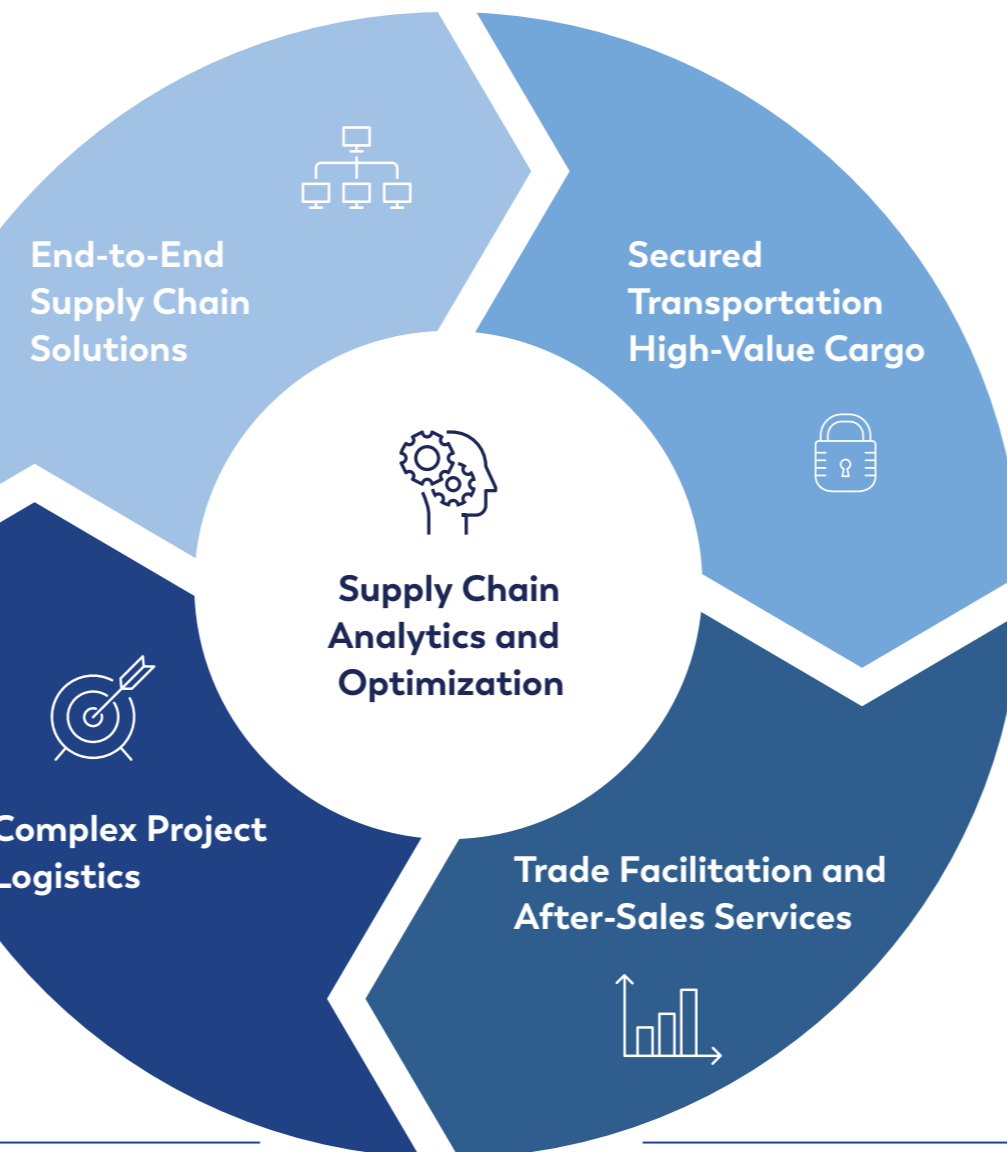 End-to-End
Supply Chain
Solutions
Secured
Transportation
High-Value Cargo
Supply Chain
Analytics and
Optimization
Complex Project
Logistics
Trade Facilitation and
After-Sales Services